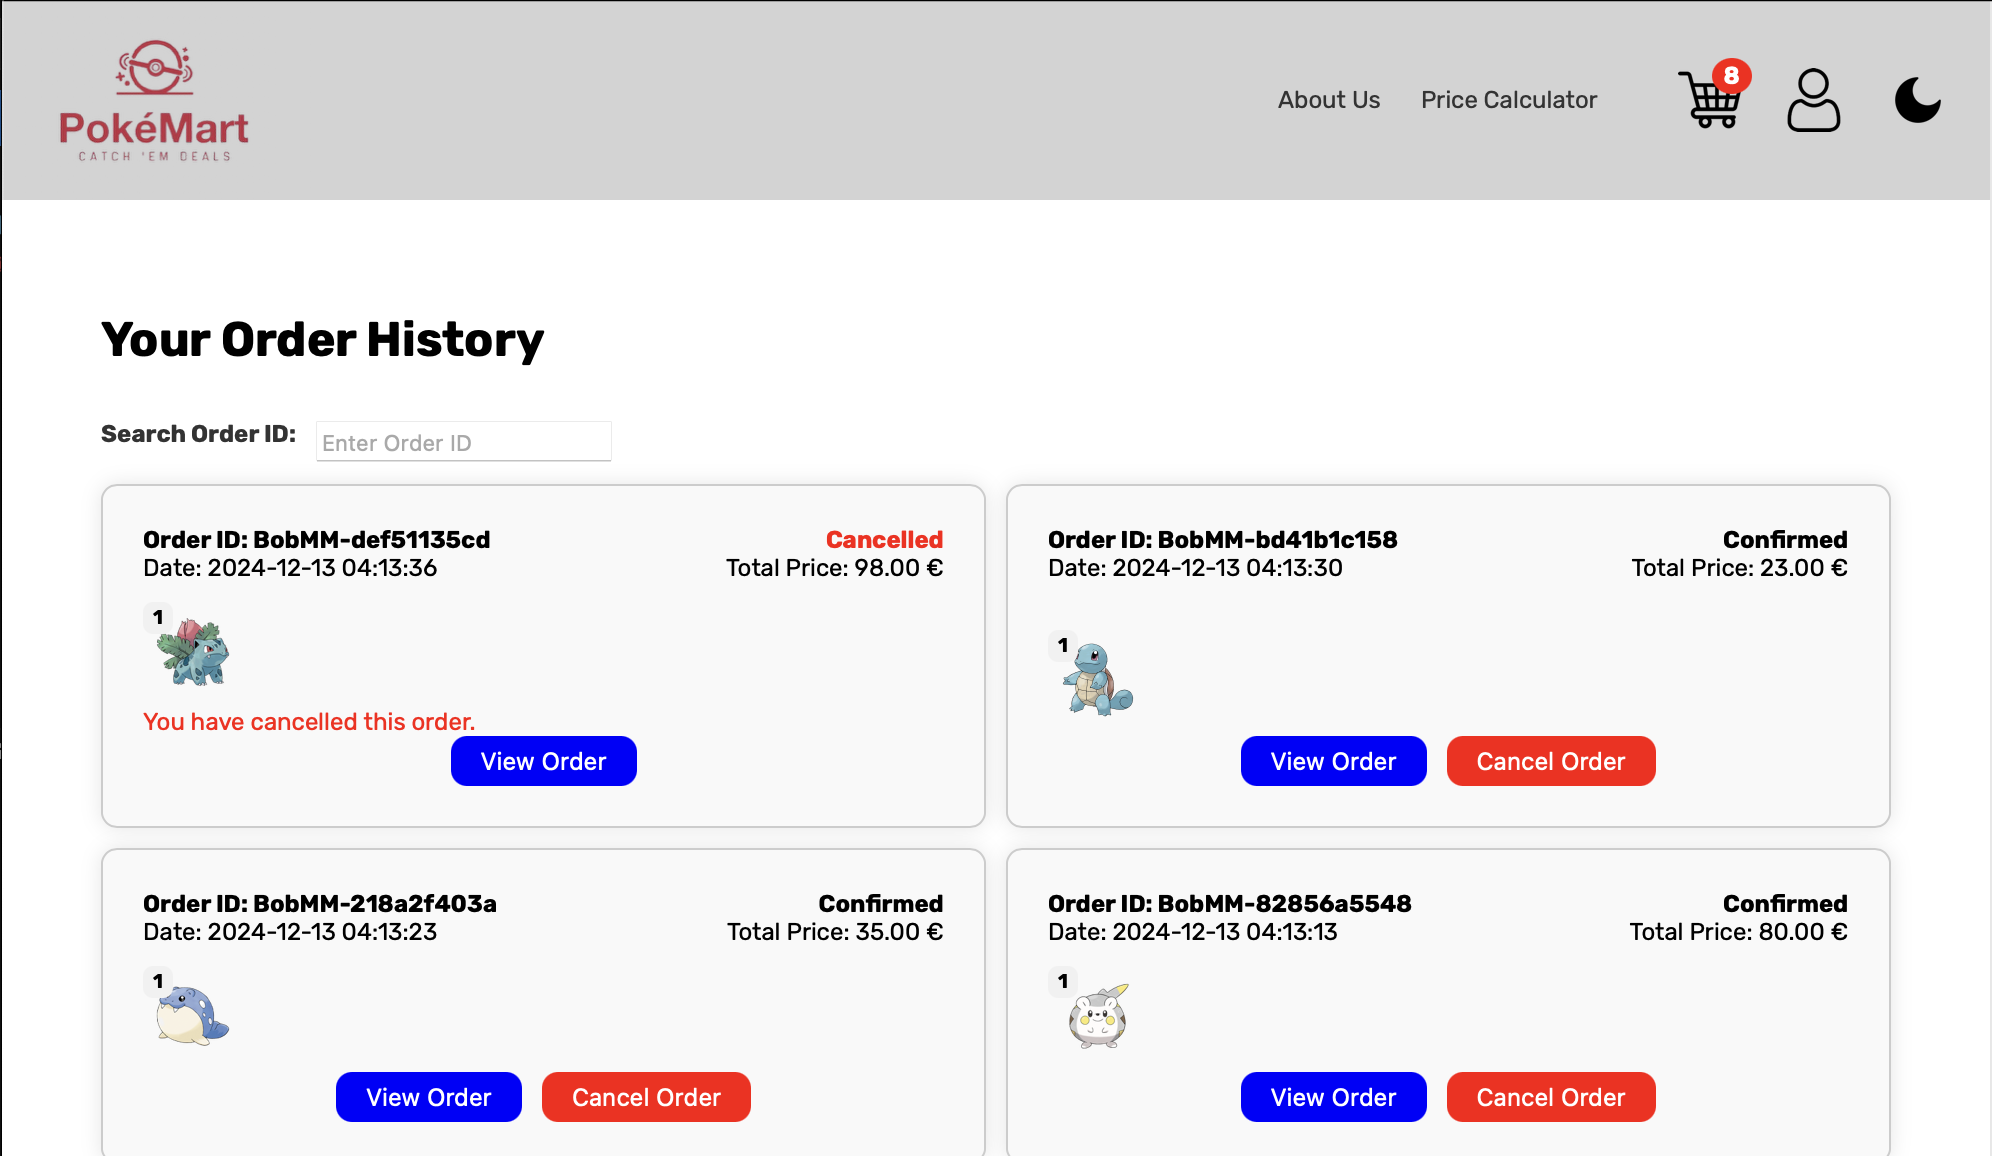 PokéMart
CATCH 'EM DEALS
About Us
Price Calculator
8
Your Order History
Search Order ID:
Enter Order ID
Order ID: BobMM-def51135cd
Cancelled
Date: 2024-12-13 04:13:36
Total Price: 98.00 €
1
You have cancelled this order.
View Order
Order ID: BobMM-bd41b1c158
Confirmed
Date: 2024-12-13 04:13:30
Total Price: 23.00 €
1
View Order
Cancel Order
Order ID: BobMM-218a2f403a
Confirmed
Date: 2024-12-13 04:13:23
Total Price: 35.00 €
1
View Order
Cancel Order
Order ID: BobMM-82856a5548
Confirmed
Date: 2024-12-13 04:13:13
Total Price: 80.00 €
1
View Order
Cancel Order